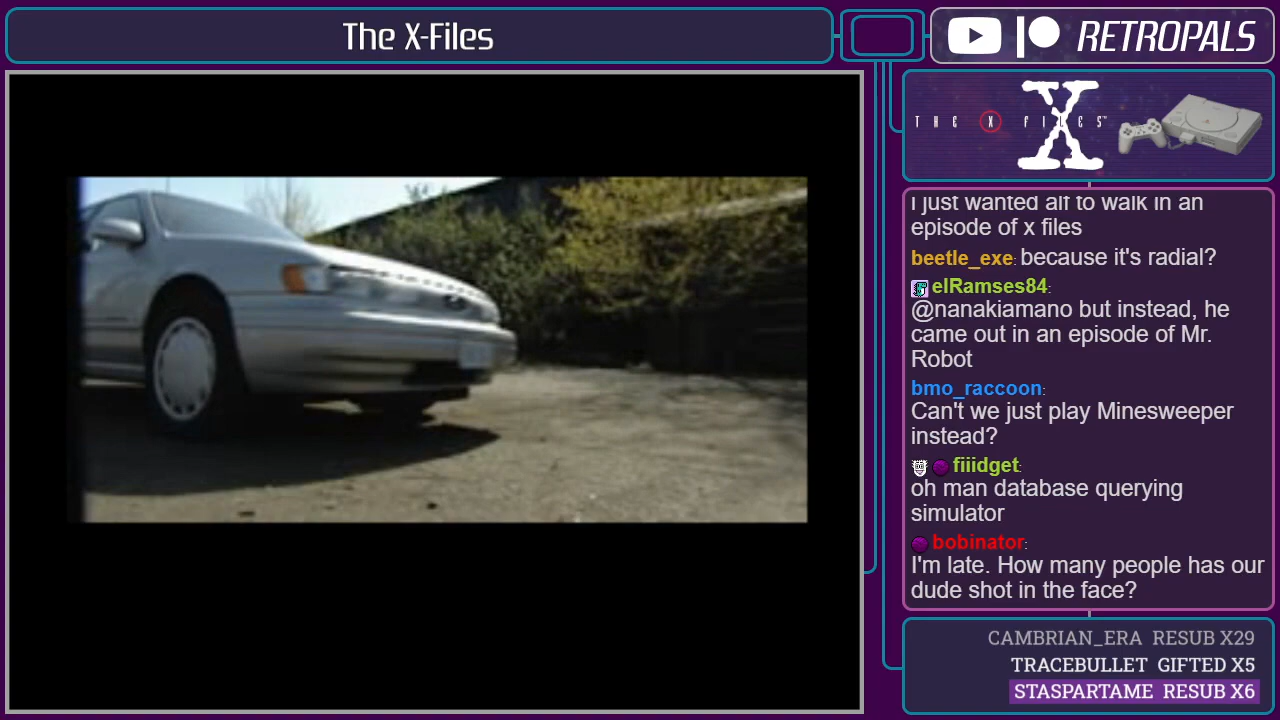 The X-Files
RETROPALS
THE X FILES™
X
i just wanted alf to walk in an
episode of x files
beetle_exe: because it's radial?
elRamses84:
@nanakiamano but instead, he
came out in an episode of Mr.
Robot
bmo_raccoon:
Can't we just play Minesweeper
instead?
fiiidget:
oh man database querying
simulator
bobinator:
I'm late. How many people has our
dude shot in the face?
CAMBRIAN_ERA RESUB X29
TRACEBULLET GIFTED X5
STASPARTAME RESUB X6